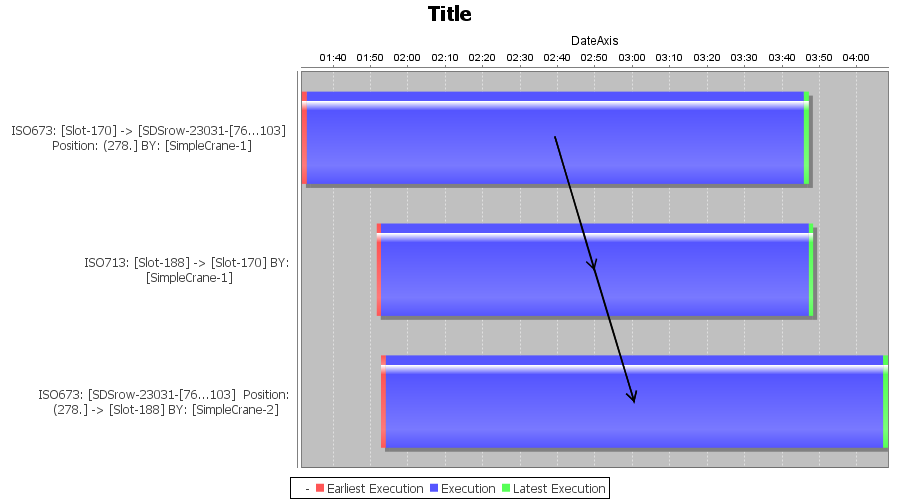 Title
DateAxis
01:40 01:50 02:00 02:10 02:20 02:30 02:40 02:50 03:00 03:10 03:20 03:30 03:40 03:50 04:00
ISO673: [Slot-170] -> [SDSrow-23031-[76...103]
Position: (278.] BY: [SimpleCrane-1]
ISO713: [Slot-188] -> [Slot-170] BY:
[SimpleCrane-1]
ISO673: [SDSrow-23031-[76...103] Position:
(278.] -> [Slot-188] BY: [SimpleCrane-2]
- Earliest Execution Execution Latest Execution